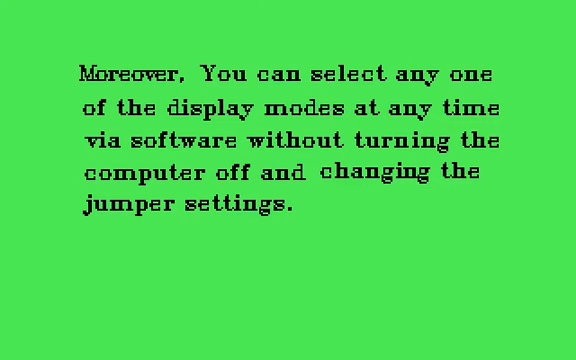 Moreover, You can select any one
of the display modes at any time
via software without turning the
computer off and changing the
jumper settings.